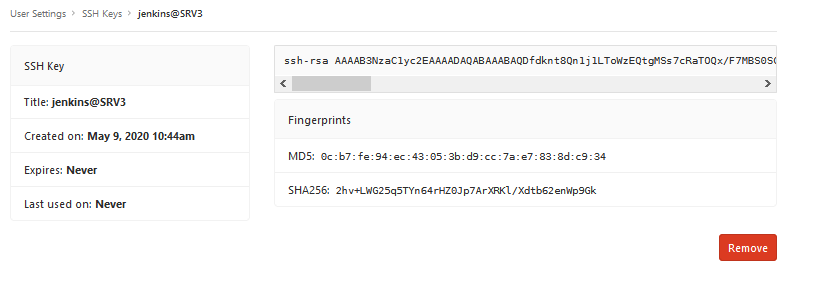 User Settings > SSH Keys > jenkins@SRV3
SSH Key
Title: jenkins@SRV3
Created on: May 9, 2020 10:44am
Expires: Never
Last used on: Never
ssh-rsa AAAAB3NzaC1yc2EAAAADAQABAAABAQDfdknt8Qn1j1LToWzEQtgMSs7cRaTOQx/F7MBS0S
Fingerprints
MD5: 0c:b7:fe:94:ec:43:05:3b:d9:cc:7a:e7:83:8d:c9:34
SHA256: 2hv+LWG25q5TYn64rHZ0Jp7ArXRKl/Xdtb62enWp9Gk
Remove